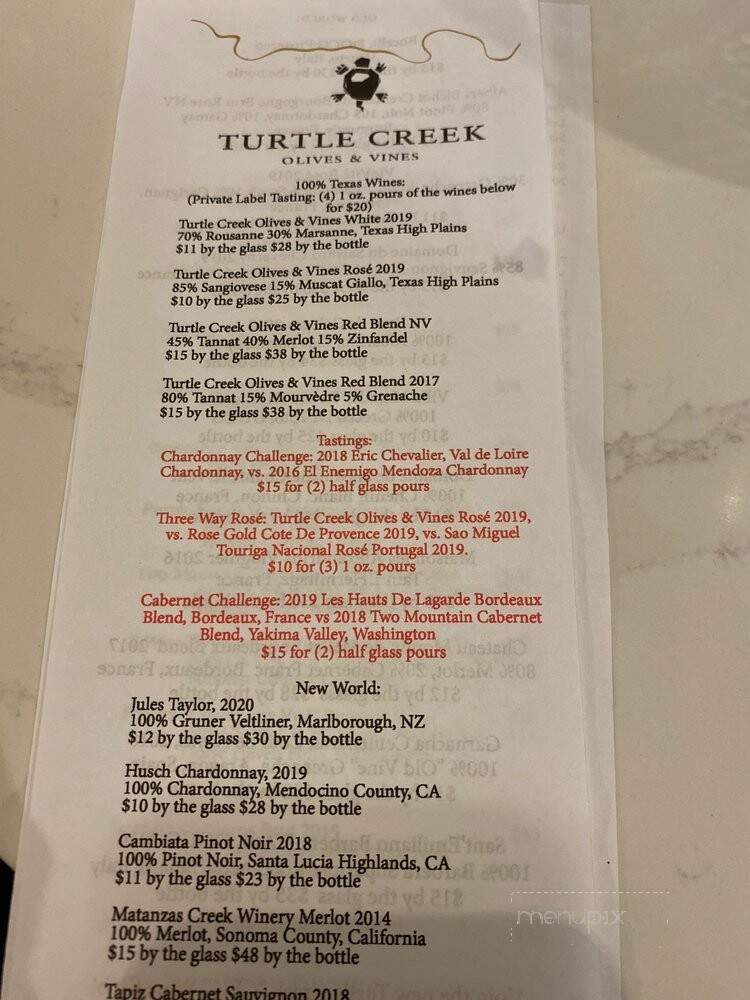 TURTLE CREEK
OLIVES & VINES
100% Texas Wines:
(Private Label Tasting: (4) 1 oz. pours of the wines below
for $20)
Turtle Creek Olives & Vines White 2019
70% Rousanne 30% Marsanne, Texas High Plains
$11 by the glass $28 by the bottle
Turtle Creek Olives & Vines Rosé 2019
85% Sangiovese 15% Muscat Giallo, Texas High Plains
$10 by the glass $25 by the bottle
Turtle Creek Olives & Vines Red Blend NV
45% Tannat 40% Merlot 15% Zinfandel
$15 by the glass $38 by the bottle
Turtle Creek Olives & Vines Red Blend 2017
80% Tannat 15% Mourvèdre 5% Grenache
$15 by the glass $38 by the bottle
Tastings:
Chardonnay Challenge: 2018 Eric Chevalier, Val de Loire
Chardonnay, vs. 2016 El Enemigo Mendoza Chardonnay
$15 for (2) half glass pours
Three Way Rosé: Turtle Creek Olives & Vines Rosé 2019,
vs. Rose Gold Cote De Provence 2019, vs. Sao Miguel
Touriga Nacional Rosé Portugal 2019.
$10 for (3) 1 oz. pours
Cabernet Challenge: 2019 Les Hauts De Lagarde Bordeaux
Blend, Bordeaux, France vs 2018 Two Mountain Cabernet
Blend, Yakima Valley, Washington
$15 for (2) half glass pours
New World:
Jules Taylor, 2020
100% Gruner Veltliner, Marlborough, NZ
$12 by the glass $30 by the bottle
Husch Chardonnay, 2019
100% Chardonnay, Mendocino County, CA
$10 by the glass $28 by the bottle
Cambiata Pinot Noir 2018
100% Pinot Noir, Santa Lucia Highlands, CA
$11 by the glass $23 by the bottle
Matanzas Creek Winery Merlot 2014
100% Merlot, Sonoma County, California
$15 by the glass $48 by the bottle
Tapiz Cabernet Sauvignon 2018
menupix